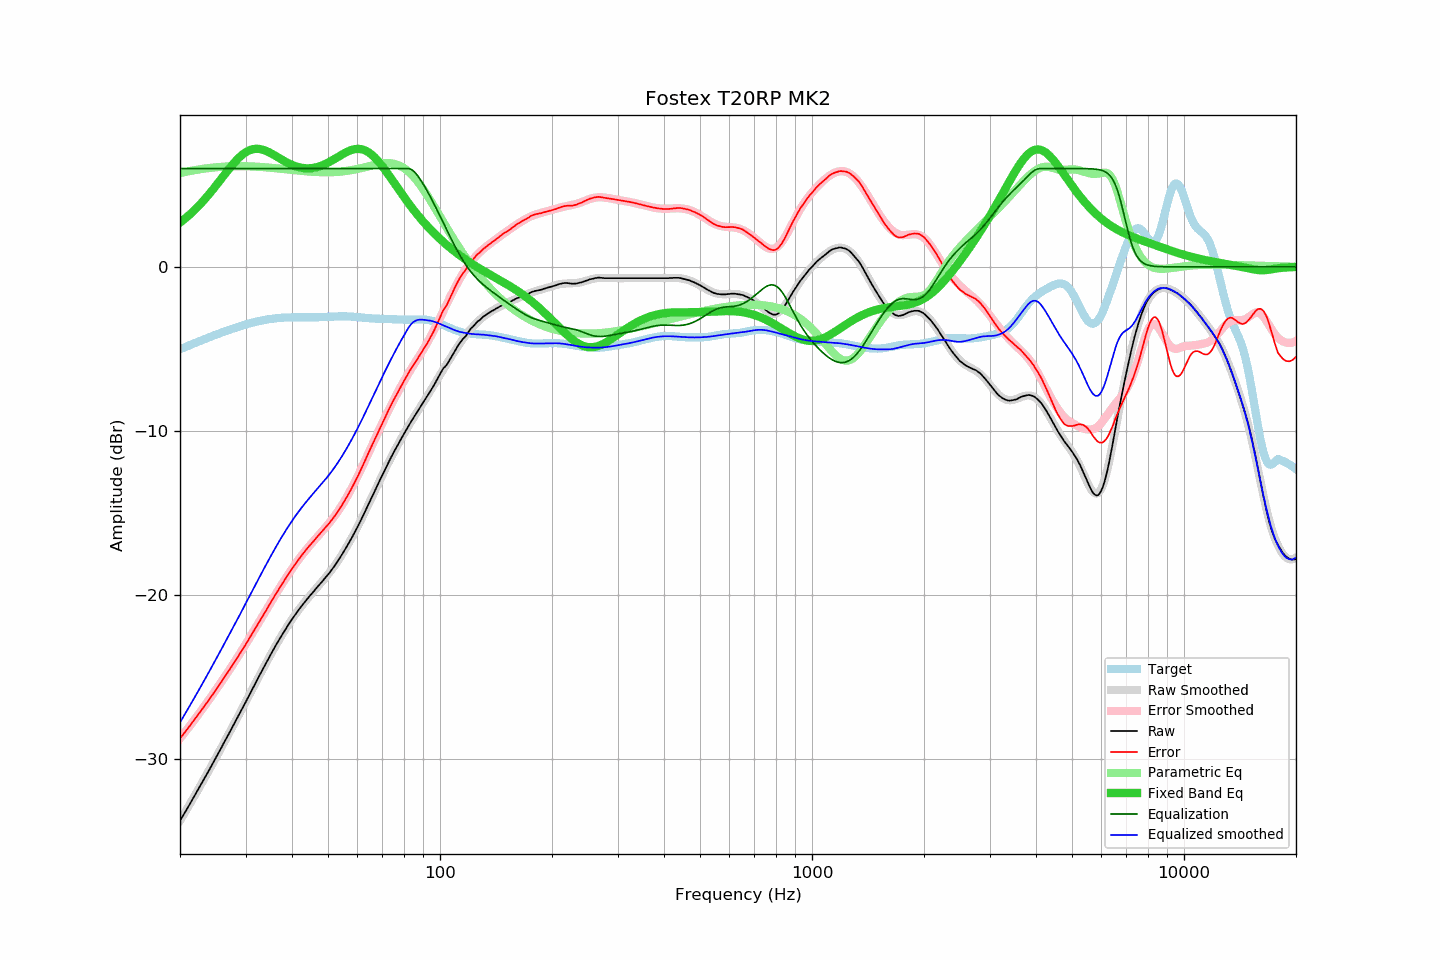 Fostex T20RP MK2
Amplitude (dBr)
0
−10
−20
−30
100
1000
10000
Frequency (Hz)
Target
Raw Smoothed
Error Smoothed
Raw
Error
Parametric Eq
Fixed Band Eq
Equalization
Equalized smoothed